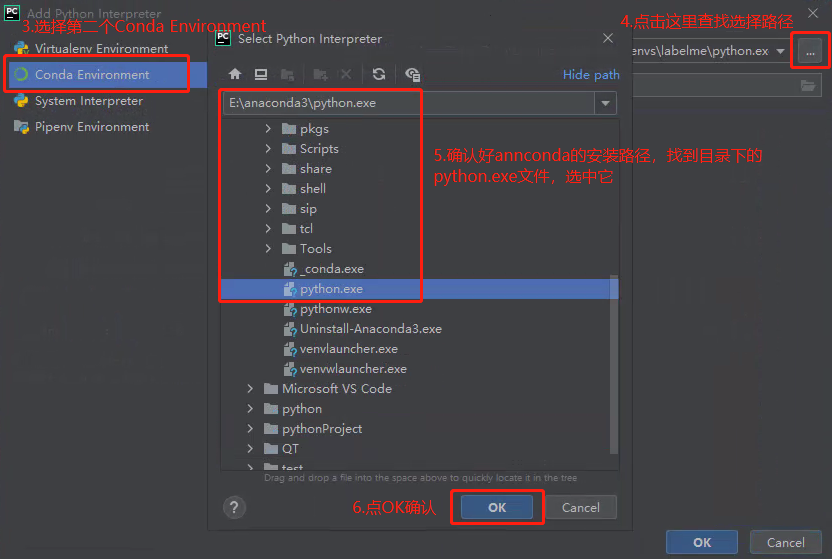 PC Add Python Interpreter
3.选择第二个Conda Environment
4.点击这里查找选择路径
Virtualenv Environment
Conda Environment
System Interpreter
Pipenv Environment
envs\labelme\python.ex
...
PC Select Python Interpreter
Hide path
E:\anaconda3\python.exe
pkgs
Scripts
share
shell
sip
tcl
Tools
_conda.exe
python.exe
pythonw.exe
Uninstall-Anaconda3.exe
venvlauncher.exe
venvwlauncher.exe
Microsoft VS Code
python
pythonProject
QT
test
5.确认好annconda的安装路径，找到目录下的
python.exe文件，选中它
Drag and drop a file into the space above to quickly locate it in the tree
?
6.点OK确认
OK
Cancel
OK
Cancel